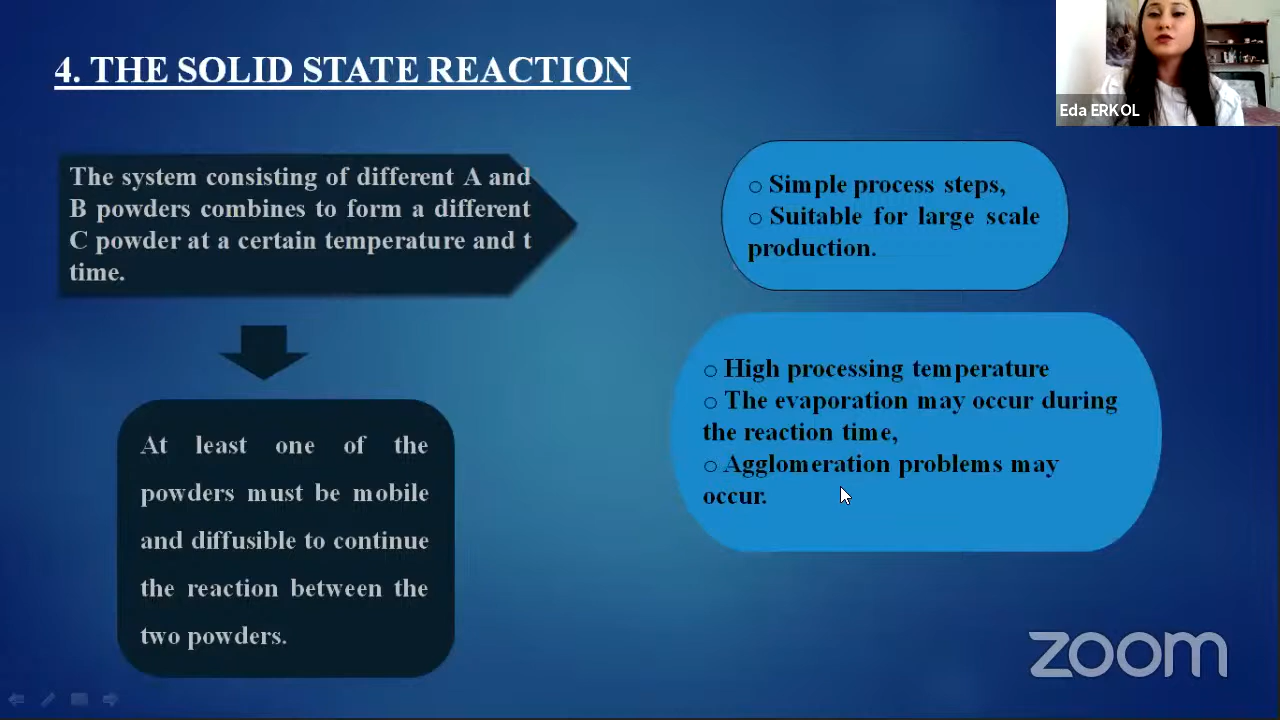 4. THE SOLID STATE REACTION
Eda ERKOL
The system consisting of different A and
B powders combines to form a different
C powder at a certain temperature and t
time.
At least one of the
powders must be mobile
and diffusible to continue
the reaction between the
two powders.
o Simple process steps,
o Suitable for large scale
production.
o High processing temperature
o The evaporation may occur during
the reaction time,
o Agglomeration problems may
occur.
zoom